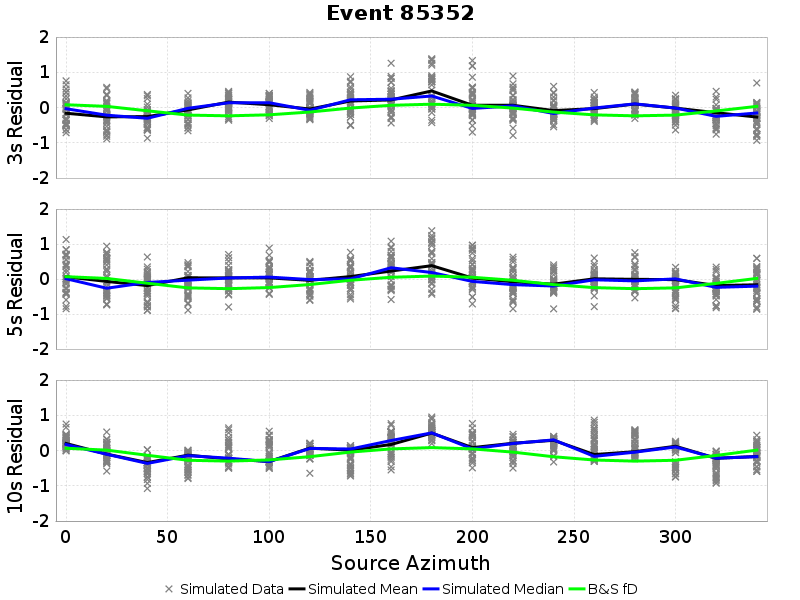 Event 85352
2
1
0
-1
-2
3s Residual
2
1
0
-1
-2
5s Residual
2
1
0
-1
-2
10s Residual
0 50 100 150 200 250 300
Source Azimuth
Simulated Data Simulated Mean Simulated Median B&S fD